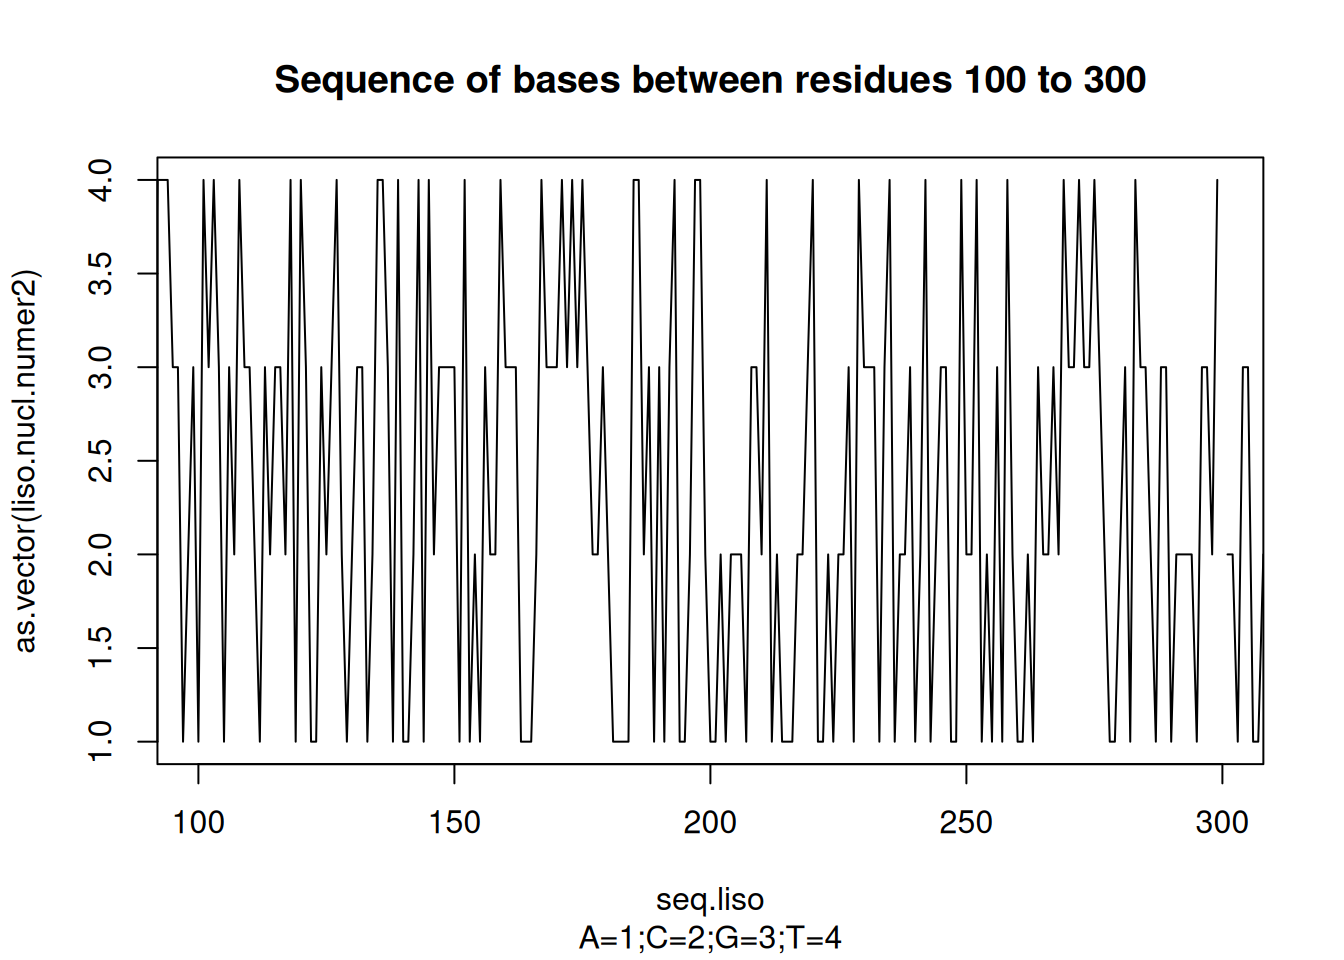 Sequence of bases between residues 100 to 300
as.vector(liso.nucl.numer2)
4.0
3.5
3.0
2.5
2.0
1.5
1.0
100 150 200 250 300
seq.liso
A=1;C=2;G=3;T=4